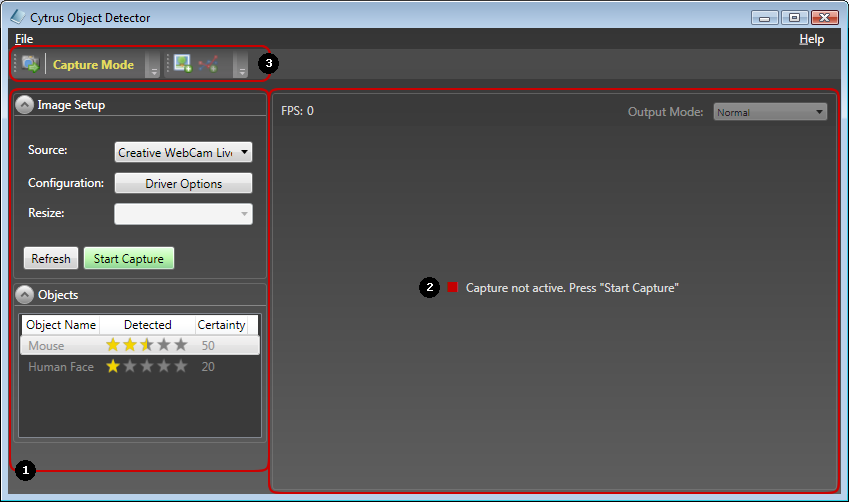 Cytrus Object Detector
File Help
Capture Mode 3
Image Setup
Source: Creative WebCam Liv
Configuration: Driver Options
Resize:
Refresh Start Capture
Objects
Object Name Detected Certainty
Mouse 50
Human Face 20
1
FPS: 0 Output Mode: Normal
2 Capture not active. Press "Start Capture"